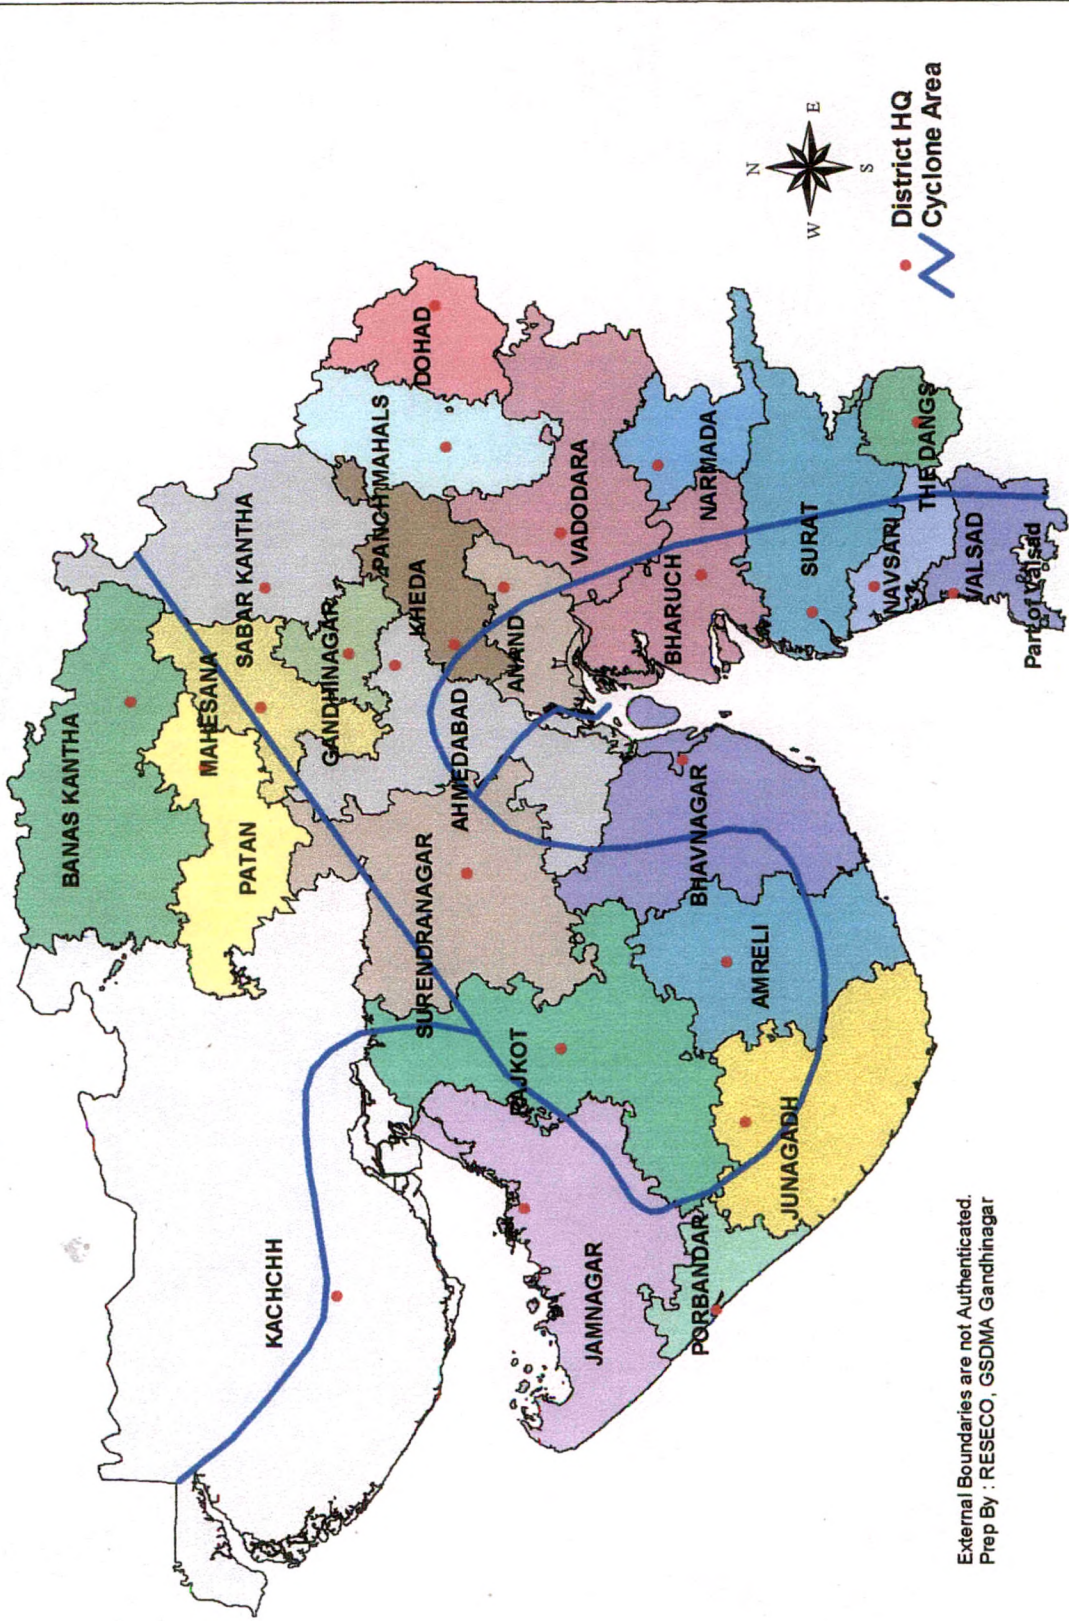 BANAS KANTHA
PATAN
MAHESANA
SABAR KANTHA
GANDHINAGAR
KACHCHH
SURENDRANAGAR
AHMEDABAD
KHEDA
PANCH MAHALS
DOHAD
ANAND
VADODARA
RAJKOT
JAMNAGAR
PORBANDAR
JUNAGADH
AMRELI
BHAVNAGAR
BHARUCH
NARMADA
SURAT
NAVSARI
THE DANGS
VALSAD
Part of Valsad
N
W
E
S
District HQ
Cyclone Area
External Boundaries are not Authenticated.
Prep By : RESECO, GSDMA Gandhinagar